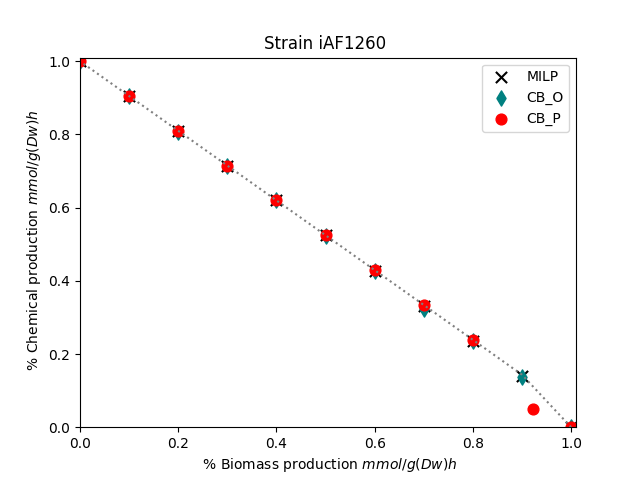 Strain iAF1260
MILP
CB_O
CB_P
% Chemical production mmol/g(Dw)h
1.0
0.8
0.6
0.4
0.2
0.0
0.0 0.2 0.4 0.6 0.8 1.0
% Biomass production mmol/g(Dw)h